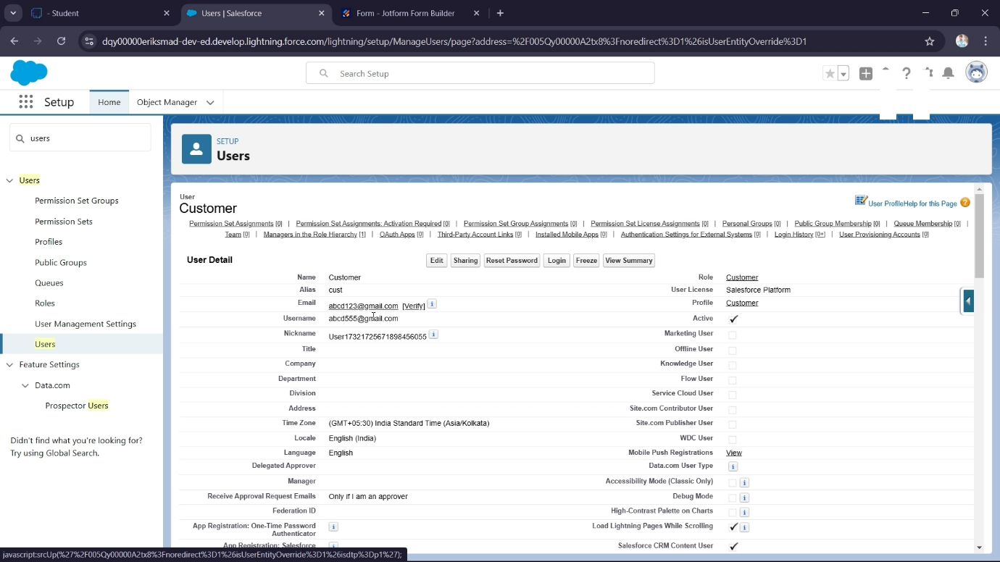 - Student
Users | Salesforce
Form - Jotform Form Builder
dqy00000eriksmad-dev-ed.develop.lightning.force.com/lightning/setup/ManageUsers/page?address=%2F005Qy00000A2tx8%3Fnoredirect%3D1%26isUserEntityOverride%3D1
Search Setup
Setup
Home
Object Manager
users
SETUP
Users
Users
Permission Set Groups
Permission Sets
Profiles
Public Groups
Queues
Roles
User Management Settings
Users
Feature Settings
Data.com
Prospector Users
Didn't find what you're looking for?
Try using Global Search.
User
Customer
User Profile Help for this Page
Permission Set Assignments [0] | Permission Set Assignments: Activation Required [0] | Permission Set Group Assignments [0] | Permission Set License Assignments [0] | Personal Groups [0] | Public Group Membership [0] | Queue Membership [0] |
Team [0] | Managers in the Role Hierarchy [1] | OAuth Apps [0] | Third-Party Account Links [0] | Installed Mobile Apps [0] | Authentication Settings for External Systems [0] | Login History [0+] | User Provisioning Accounts [0]
User Detail
Edit Sharing Reset Password Login Freeze View Summary
Name Customer Role Customer
Alias cust User License Salesforce Platform
Email abcd123@gmail.com [Verify] i Profile Customer
Username abcd555@gmail.com Active
Nickname User17321725671898456055 i Marketing User
Title Offline User
Company Knowledge User
Department Flow User
Division Service Cloud User
Address Site.com Contributor User
Time Zone (GMT+05:30) India Standard Time (Asia/Kolkata) Site.com Publisher User
Locale English (India) WDC User
Language English Mobile Push Registrations View
Delegated Approver Data.com User Type i
Manager Accessibility Mode (Classic Only) i
Receive Approval Request Emails Only if I am an approver Debug Mode i
Federation ID High-Contrast Palette on Charts i
App Registration: One-Time Password Authenticator i Load Lightning Pages While Scrolling i
App Registration: Salesforce i Salesforce CRM Content User
javascript:srcUp(%27%2F005Qy00000A2tx8%3Fnoredirect%3D1%26isUserEntityOverride%3D1%26isdtp%3Dp1%27);